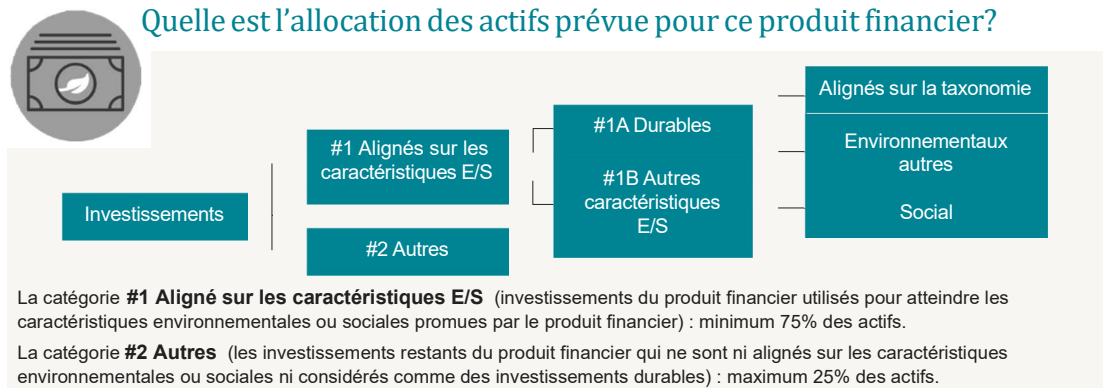 Quelle est l'allocation des actifs prévue pour ce produit financier?
Investissements
#1 Alignés sur les
caractéristiques E/S
#2 Autres
#1A Durables
#1B Autres
caractéristiques
E/S
Alignés sur la taxonomie
Environnementaux
autres
Social
La catégorie #1 Aligné sur les caractéristiques E/S (investissements du produit financier utilisés pour atteindre les
caractéristiques environnementales ou sociales promues par le produit financier) : minimum 75% des actifs.
La catégorie #2 Autres (les investissements restants du produit financier qui ne sont ni alignés sur les caractéristiques
environnementales ou sociales ni considérés comme des investissements durables) : maximum 25% des actifs.